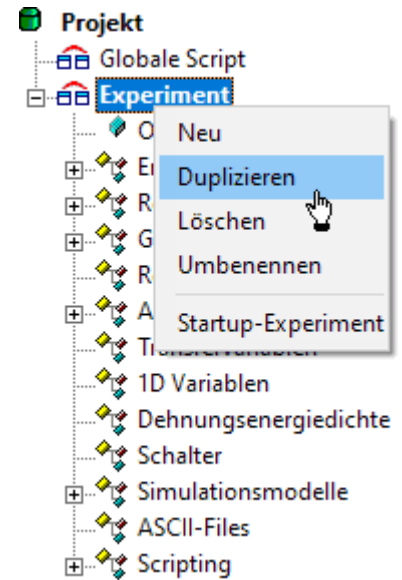 Projekt
Globale Script
Experiment
O
Neu
E
Duplizieren
R
Löschen
G
Umbenennen
R
A
Startup-Experiment
1D Variablen
Dehnungsenergiedichte
Schalter
Simulationsmodelle
ASCII-Files
Scripting